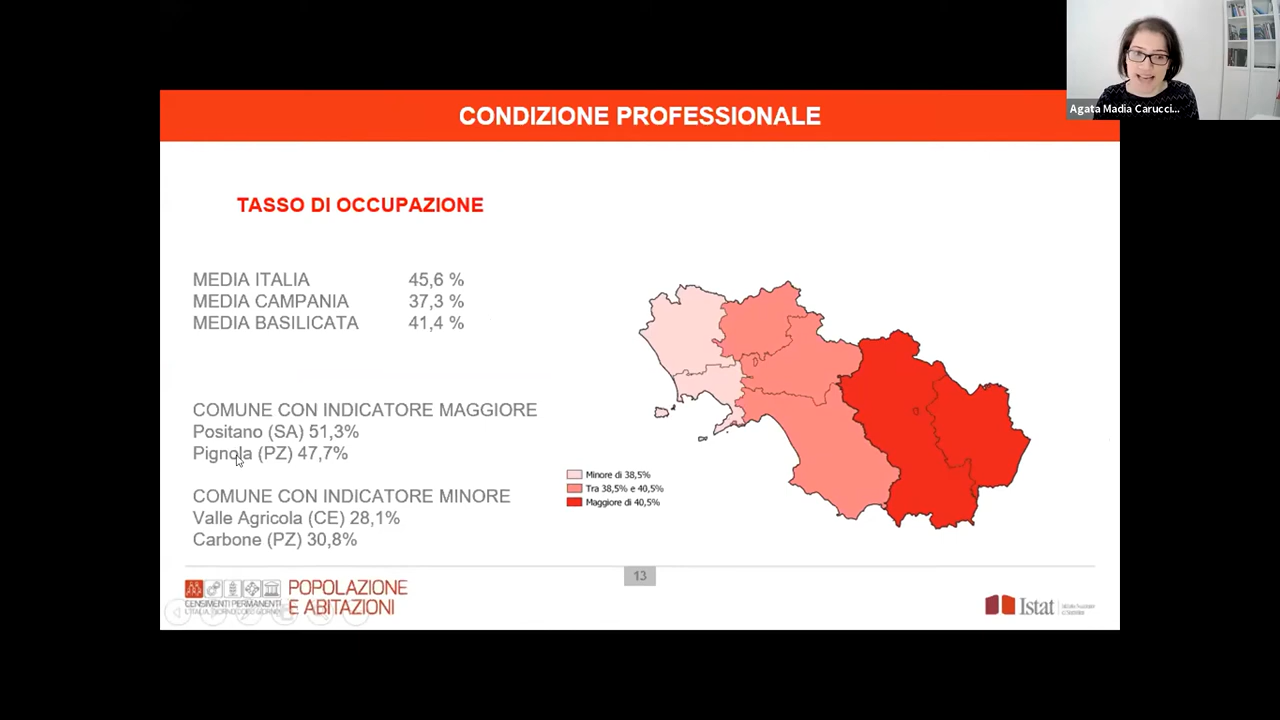 Agata Madia Carucci...
CONDIZIONE PROFESSIONALE
TASSO DI OCCUPAZIONE
MEDIA ITALIA 45,6 %
MEDIA CAMPANIA 37,3 %
MEDIA BASILICATA 41,4 %
COMUNE CON INDICATORE MAGGIORE
Positano (SA) 51,3%
Pignola (PZ) 47,7%
COMUNE CON INDICATORE MINORE
Valle Agricola (CE) 28,1%
Carbone (PZ) 30,8%
Minore di 38,5%
Tra 38,5% e 40,5%
Maggiore di 40,5%
13
CENSIMENTI PERMANENTI
POPOLAZIONE
E ABITAZIONI
Istat